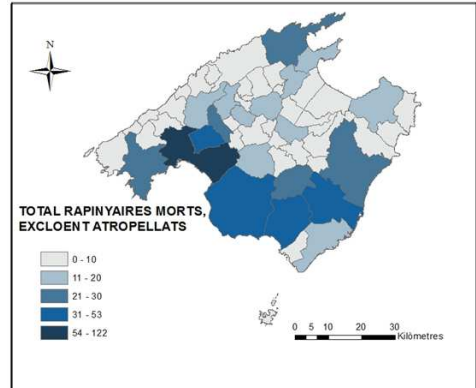 N
TOTAL RAPINYAIRES MORTS,
EXCLOENT ATROPELLATS
0 - 10
11 - 20
21 - 30
31 - 53
54 - 122
0 5 10 20 30
Kilòmetres